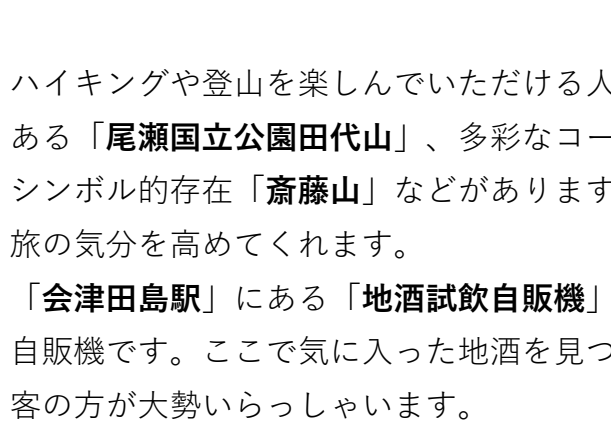 ハイキングや登山を楽しんでいただける人
ある「尾瀬国立公園田代山」、多彩なコー
シンボル的存在「斎藤山」などがあります
旅の気分を高めてくれます。
「会津田島駅」にある「地酒試飲自販機」
自販機です。ここで気に入った地酒を見つ
客の方が大勢いらっしゃいます。